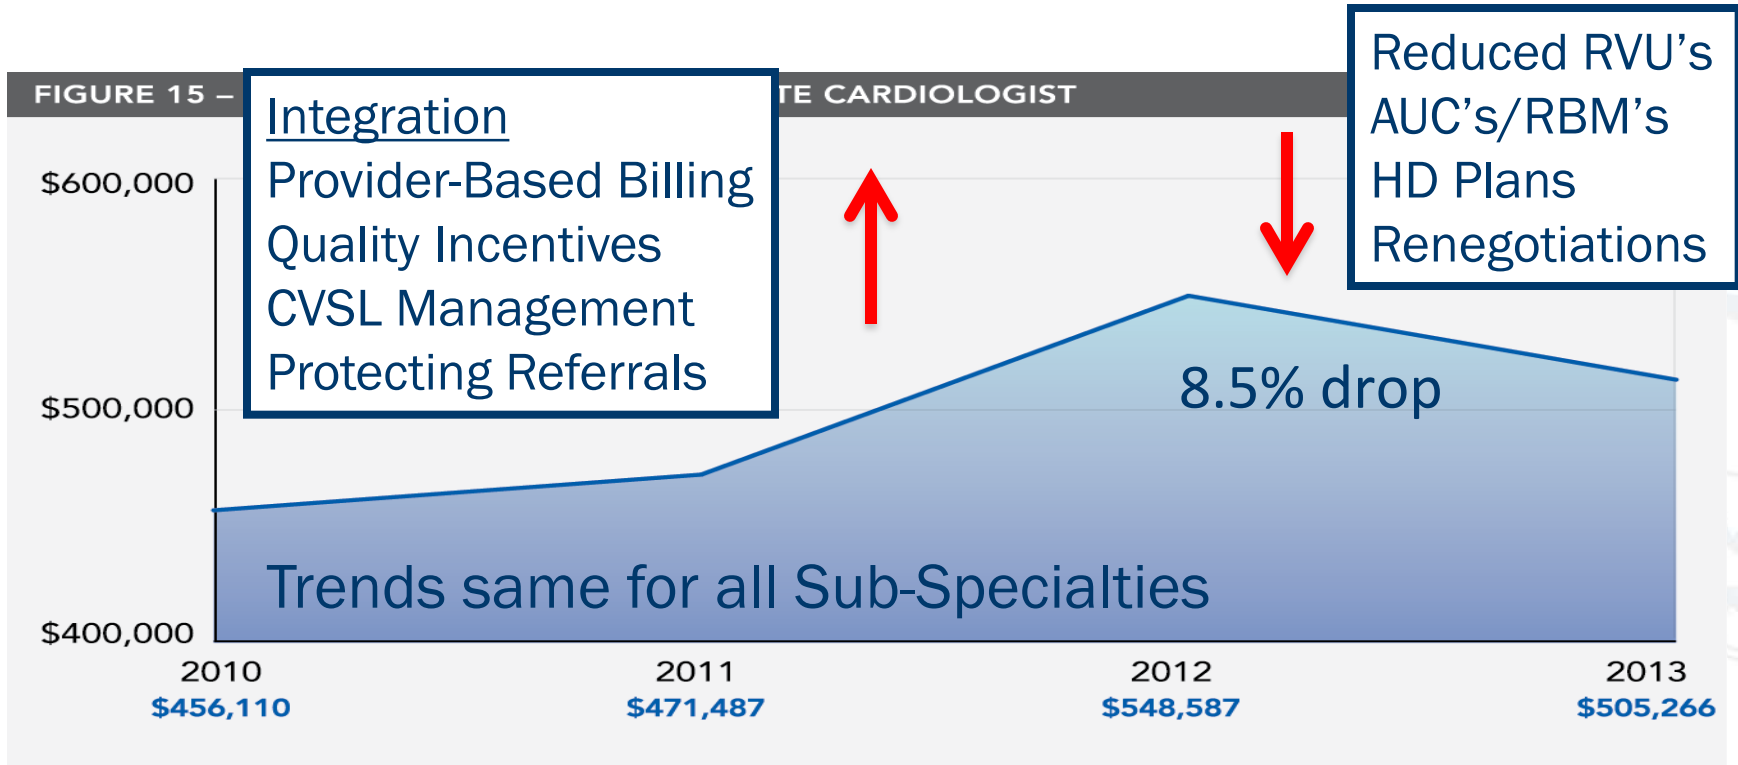 FIGURE 15 –
TE CARDIOLOGIST
Integration
Provider-Based Billing
Quality Incentives
CVSL Management
Protecting Referrals
Reduced RVU’s
AUC’s/RBM’s
HD Plans
Renegotiations
$600,000
$500,000
$400,000
8.5% drop
Trends same for all Sub-Specialties
2010 2011 2012 2013
$456,110 $471,487 $548,587 $505,266